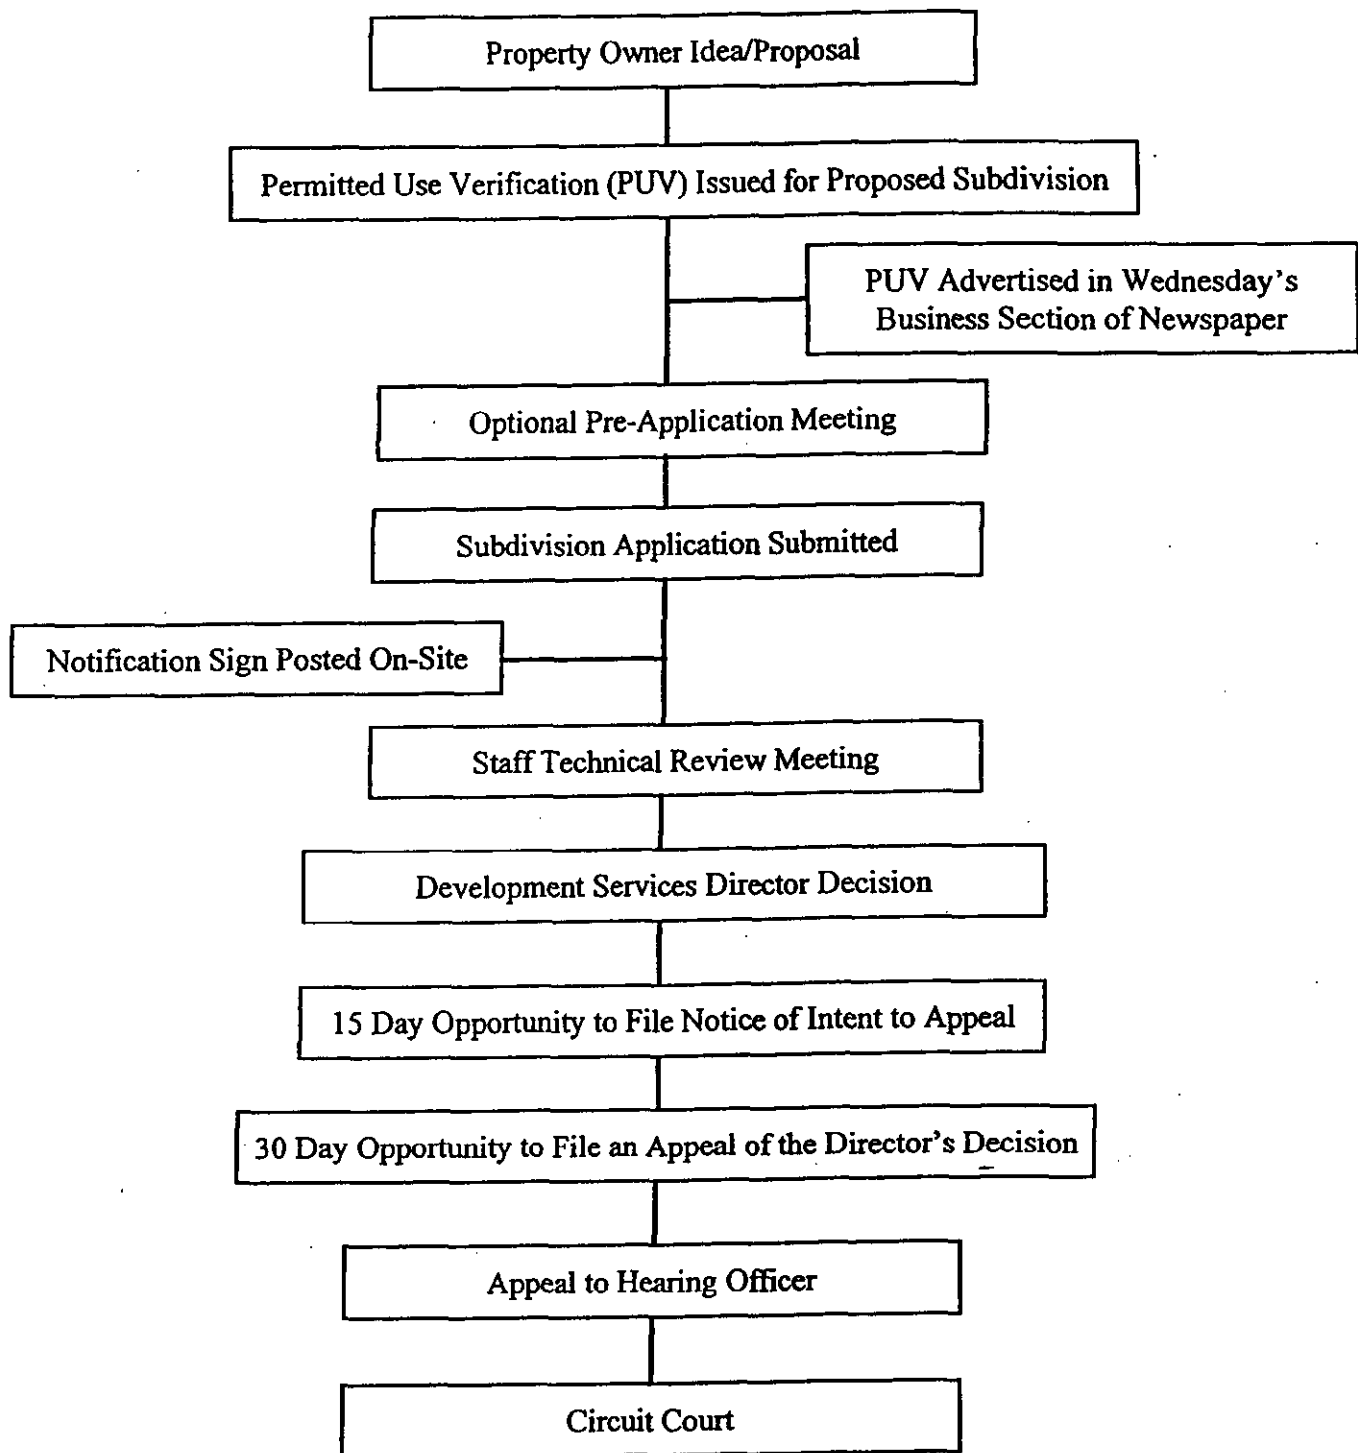 Property Owner Idea/Proposal
Permitted Use Verification (PUV) Issued for Proposed Subdivision
PUV Advertised in Wednesday's
Business Section of Newspaper
Optional Pre-Application Meeting
Subdivision Application Submitted
Notification Sign Posted On-Site
Staff Technical Review Meeting
Development Services Director Decision
15 Day Opportunity to File Notice of Intent to Appeal
30 Day Opportunity to File an Appeal of the Director's Decision
Appeal to Hearing Officer
Circuit Court